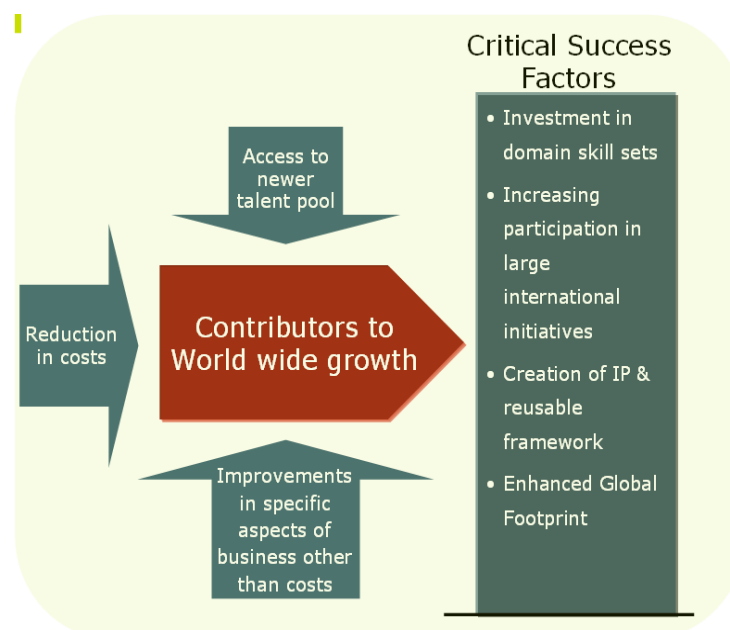 Critical Success
Factors
Access to
newer
talent pool
Reduction
in costs
Contributors to
World wide growth
Improvements
in specific
aspects of
business other
than costs
• Investment in
domain skill sets
• Increasing
participation in
large
international
initiatives
• Creation of IP &
reusable
framework
• Enhanced Global
Footprint